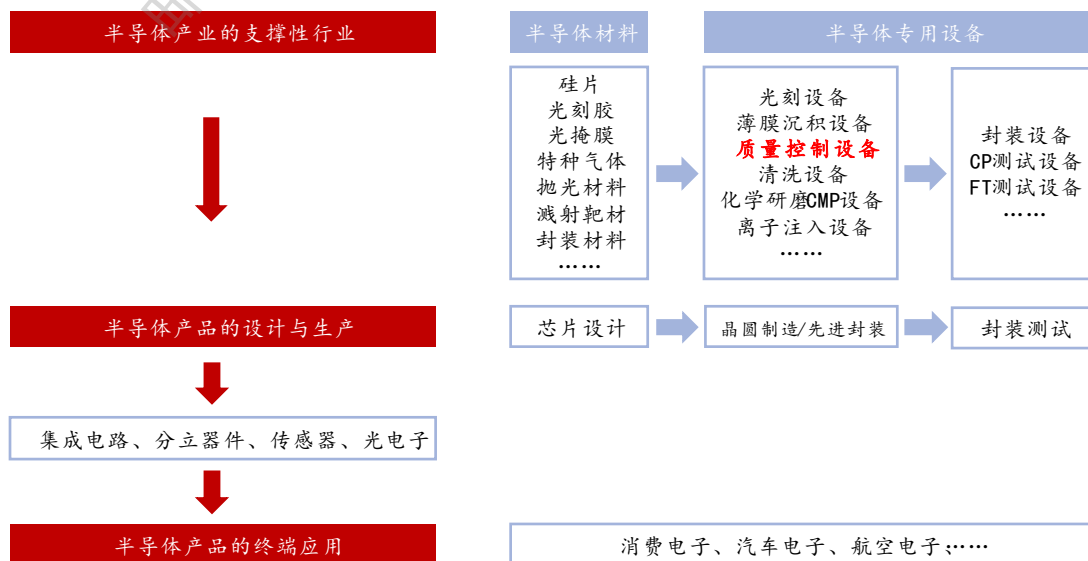 半导体产业的支撑性行业
半导体材料
半导体专用设备
硅片
光刻胶
光掩膜
特种气体
抛光材料
溅射靶材
封装材料
……
光刻设备
薄膜沉积设备
质量控制设备
清洗设备
化学研磨CMP设备
离子注入设备
……
封装设备
CP测试设备
FT测试设备
……
半导体产品的设计与生产
芯片设计
晶圆制造/先进封装
封装测试
集成电路、分立器件、传感器、光电子
半导体产品的终端应用
消费电子、汽车电子、航空电子;……